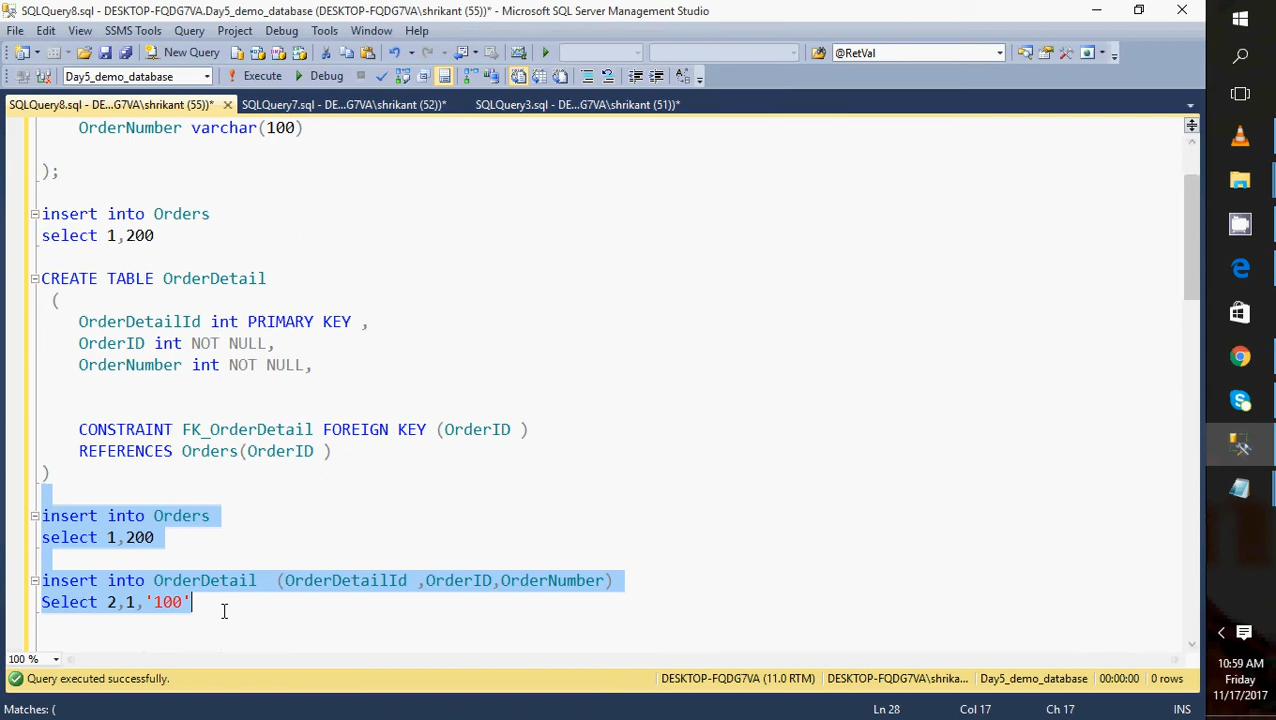 SQLQuery8.sql - DESKTOP-FQDG7VA.Day5_demo_database (DESKTOP-FQDG7VA\shrikant (55))* - Microsoft SQL Server Management Studio
File Edit View SSMS Tools Query Project Debug Tools Window Help
New Query @RetVal
Day5_demo_database Execute Debug
SQLQuery8.sql - DE...G7VA\shrikant (55))* SQLQuery7.sql - DE...G7VA\shrikant (52))* SQLQuery3.sql - DE...G7VA\shrikant (51))*
OrderNumber varchar(100)
);
insert into Orders
select 1,200
CREATE TABLE OrderDetail
(
OrderDetailId int PRIMARY KEY ,
OrderID int NOT NULL,
OrderNumber int NOT NULL,
CONSTRAINT FK_OrderDetail FOREIGN KEY (OrderID )
REFERENCES Orders(OrderID )
)
insert into Orders
select 1,200
insert into OrderDetail (OrderDetailId ,OrderID,OrderNumber)
Select 2,1,'100'
100 %
Query executed successfully. DESKTOP-FQDG7VA (11.0 RTM) DESKTOP-FQDG7VA\shrika... Day5_demo_database 00:00:00 0 rows
Matches: ( Ln 28 Col 17 Ch 17 INS
10:59 AM
Friday
11/17/2017